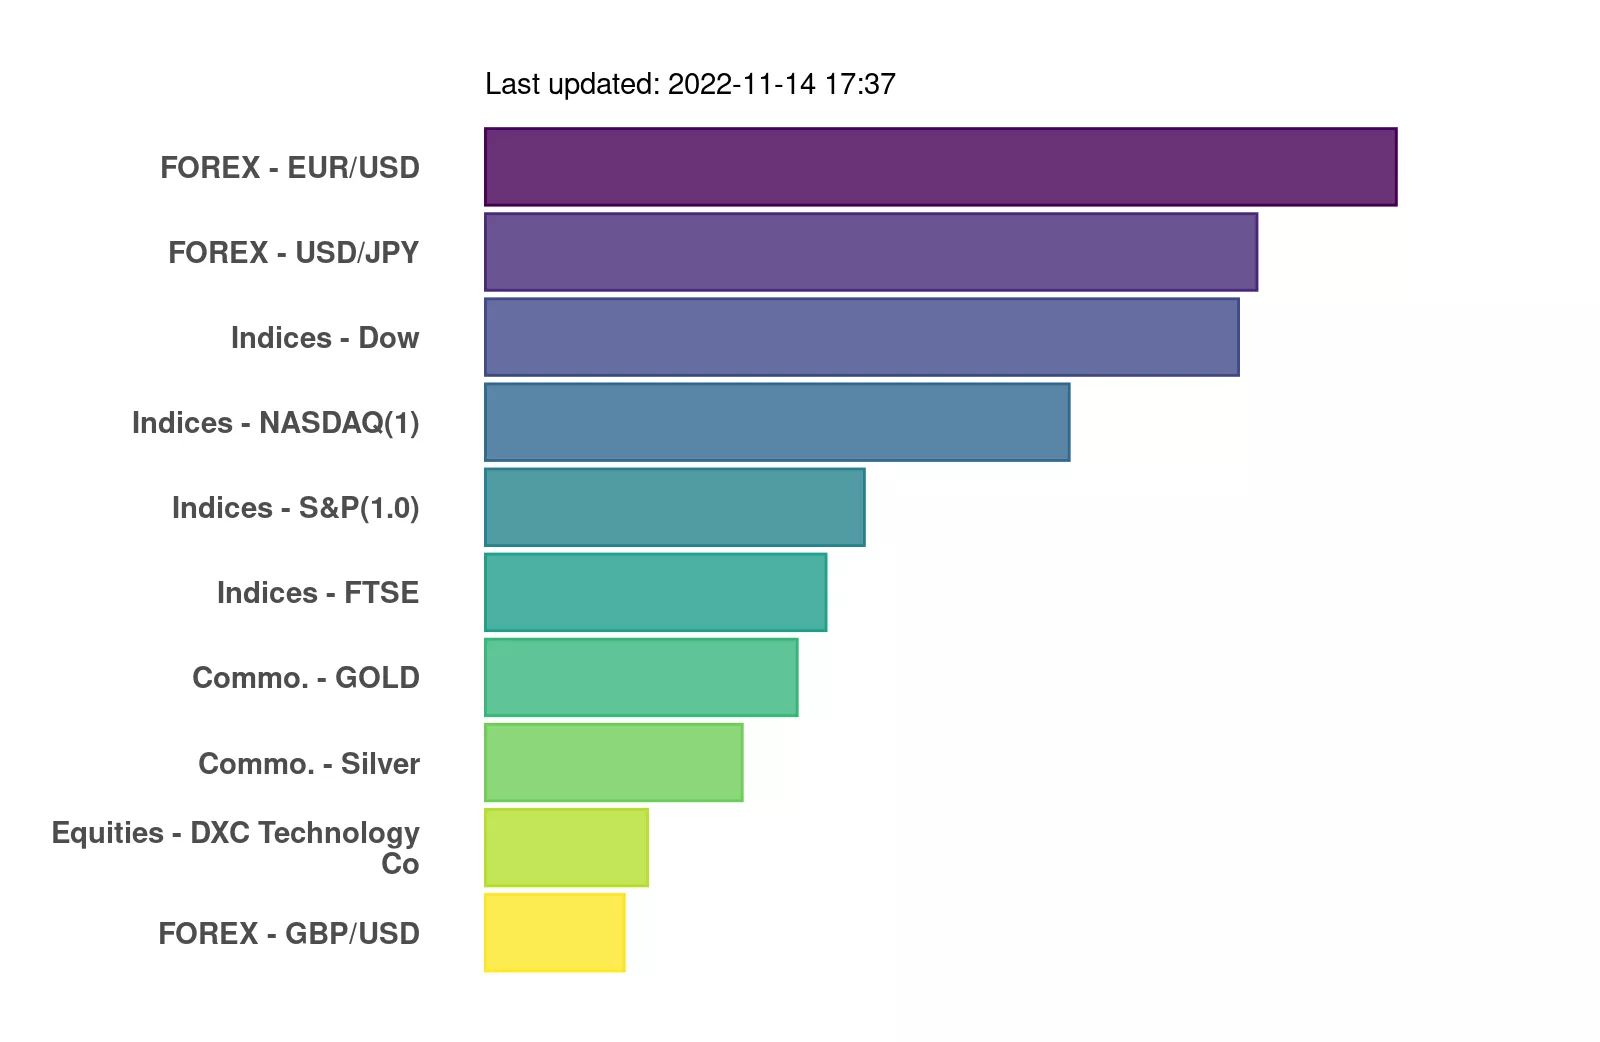 Last updated: 2022-11-14 17:37
FOREX - EUR/USD
FOREX - USD/JPY
Indices - Dow
Indices - NASDAQ(1)
Indices - S&P(1.0)
Indices - FTSE
Commo. - GOLD
Commo. - Silver
Equities - DXC Technology
Co
FOREX - GBP/USD